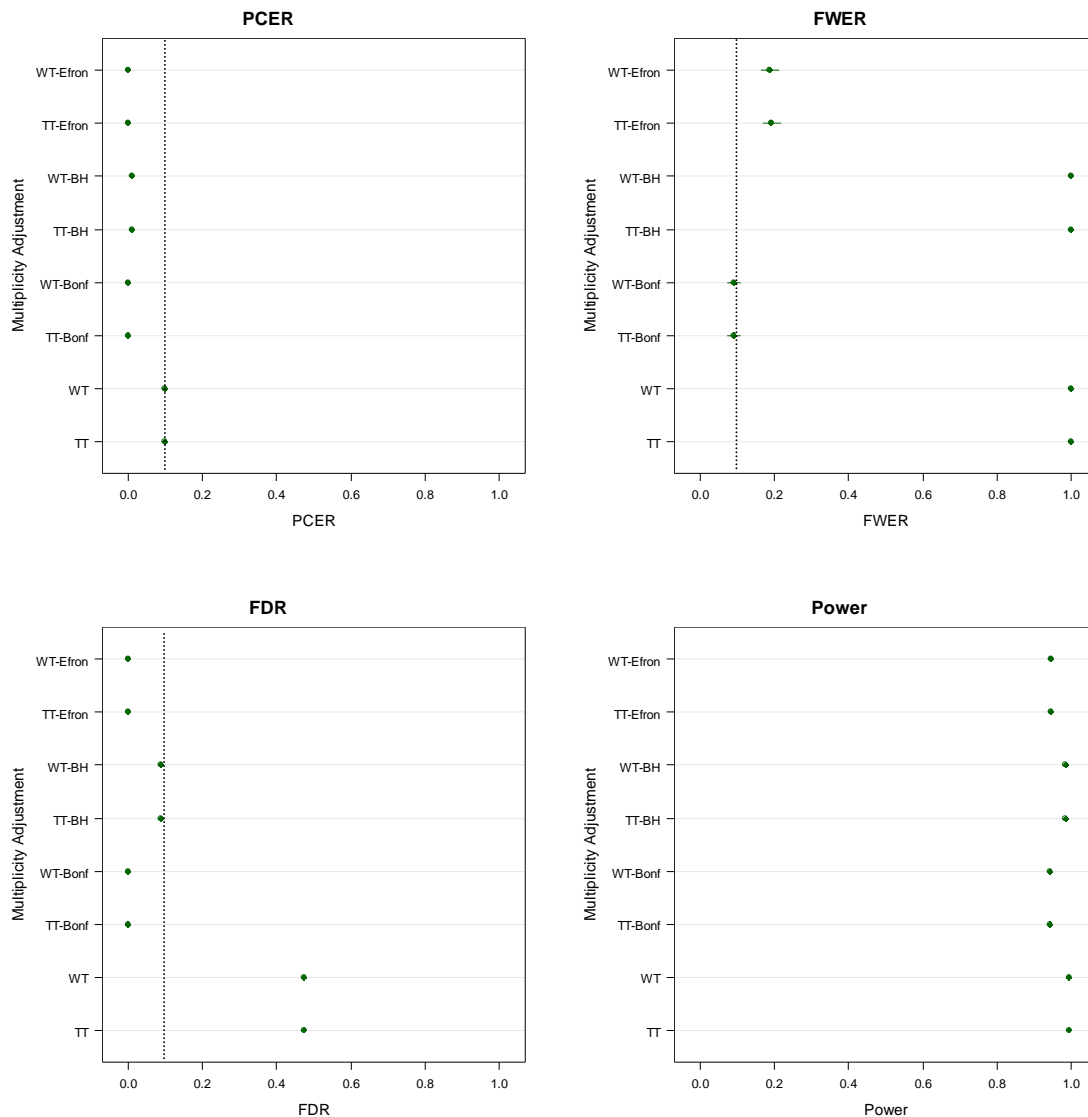 PCER
Multiplicity Adjustment
WT-Efron
TT-Efron
WT-BH
TT-BH
WT-Bonf
TT-Bonf
WT
TT
0.0 0.2 0.4 0.6 0.8 1.0
PCER
FWER
Multiplicity Adjustment
WT-Efron
TT-Efron
WT-BH
TT-BH
WT-Bonf
TT-Bonf
WT
TT
0.0 0.2 0.4 0.6 0.8 1.0
FWER
FDR
Multiplicity Adjustment
WT-Efron
TT-Efron
WT-BH
TT-BH
WT-Bonf
TT-Bonf
WT
TT
0.0 0.2 0.4 0.6 0.8 1.0
FDR
Power
Multiplicity Adjustment
WT-Efron
TT-Efron
WT-BH
TT-BH
WT-Bonf
TT-Bonf
WT
TT
0.0 0.2 0.4 0.6 0.8 1.0
Power